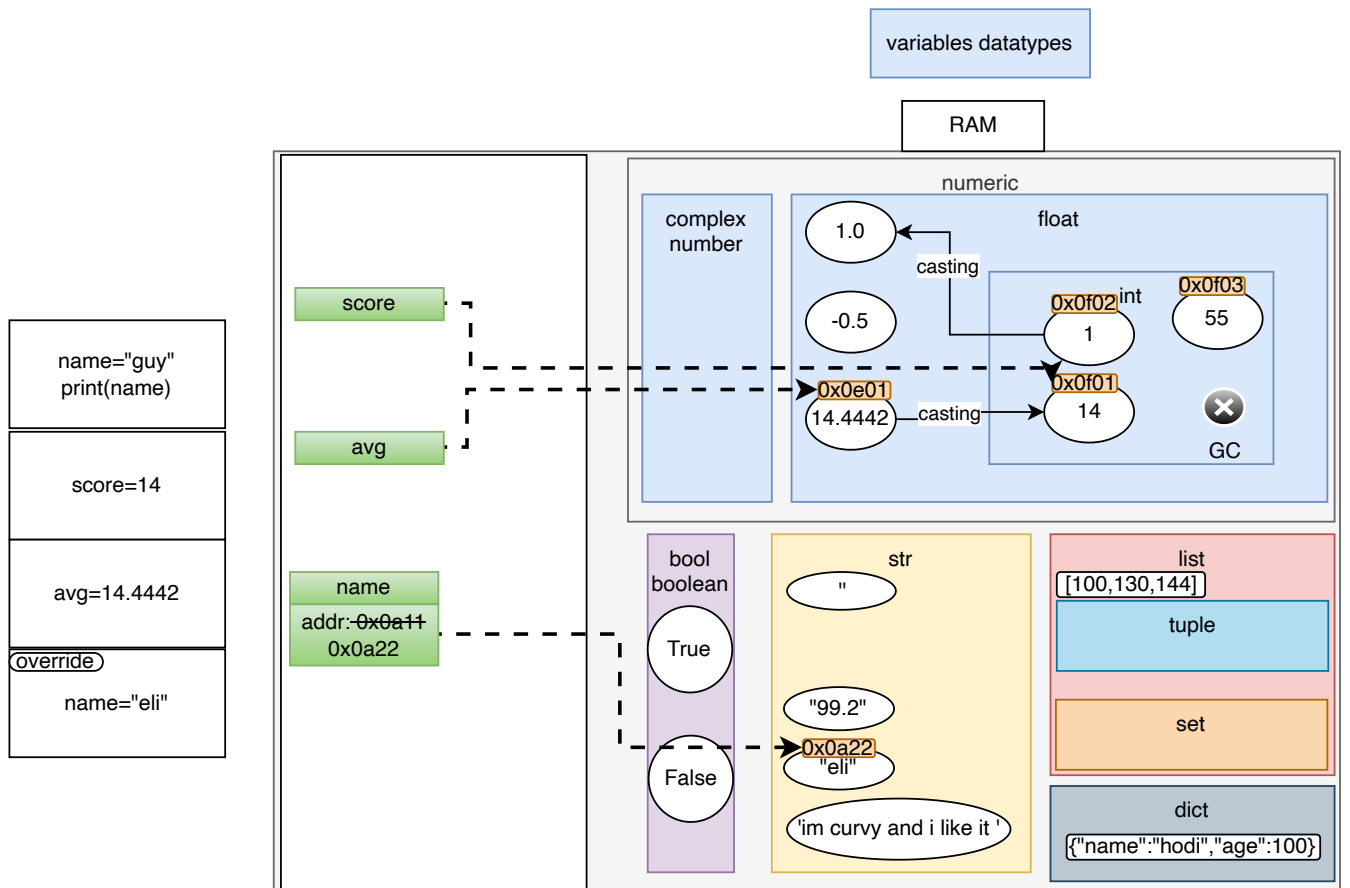 variables datatypes
RAM
name="guy"
print(name)
score=14
avg=14.4442
override
name="eli"
score
avg
name
addr: 0x0a11
0x0a22
numeric
complex
number
float
1.0
casting
-0.5
0x0e01
14.4442
casting
int
0x0f02
1
0x0f03
55
0x0f01
14
GC
bool
boolean
True
False
str
"
"99.2"
0x0a22
"eli"
'im curvy and i like it '
list
[100,130,144]
tuple
set
dict
{"name":"hodi","age":100}